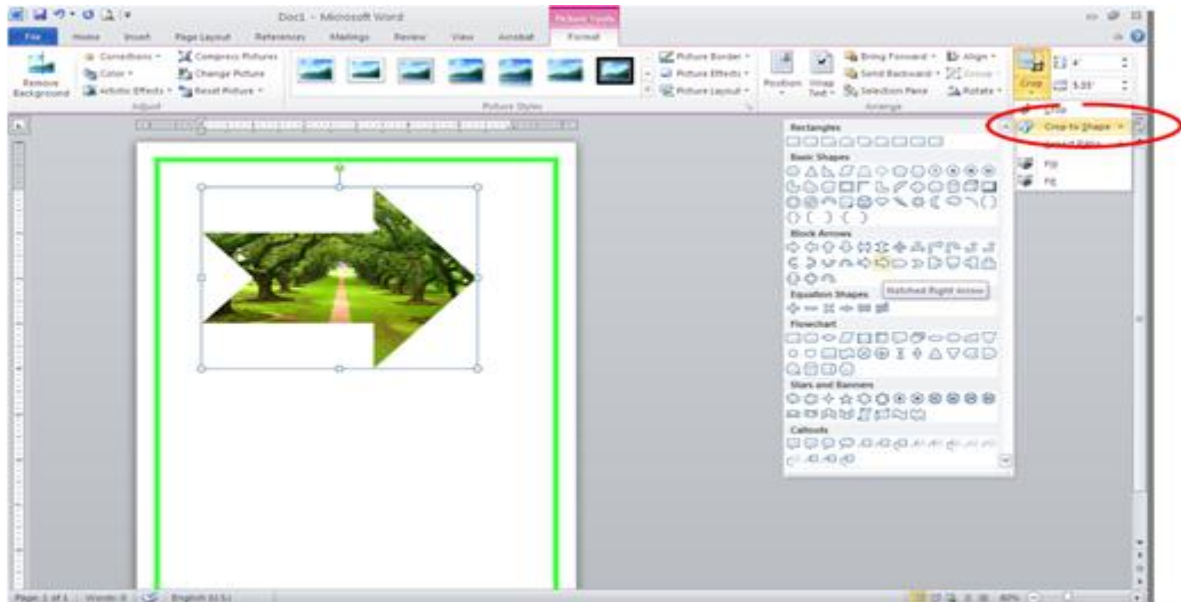 Doc1 - Microsoft Word
Picture Tools
File Home Insert Page Layout References Mailings Review View Acrobat Format
Remove Background
Corrections
Color
Artistic Effects
Compress Pictures
Change Picture
Reset Picture
Adjust
Picture Styles
Picture Border
Picture Effects
Picture Layout
Position
Wrap Text
Bring Forward
Send Backward
Selection Pane
Align
Group
Rotate
Arrange
Crop
4"
5.33"
Crop
Crop to Shape
Fill
Fit
Rectangles
Basic Shapes
Block Arrows
Notched Right Arrow
Equation Shapes
Flowchart
Stars and Banners
Callouts
Page: 1 of 1 Words: 0 English (U.S.) 60%